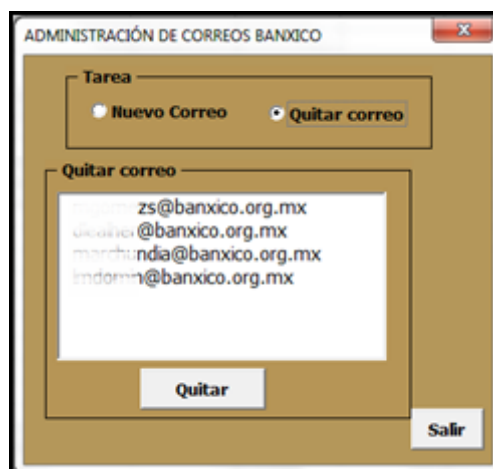 ADMINISTRACIÓN DE CORREOS BANXICO
Tarea
Nuevo Correo Quitar correo
Quitar correo
zs@banxico.org.mx
@banxico.org.mx
undia@banxico.org.mx
@banxico.org.mx
Quitar
Salir